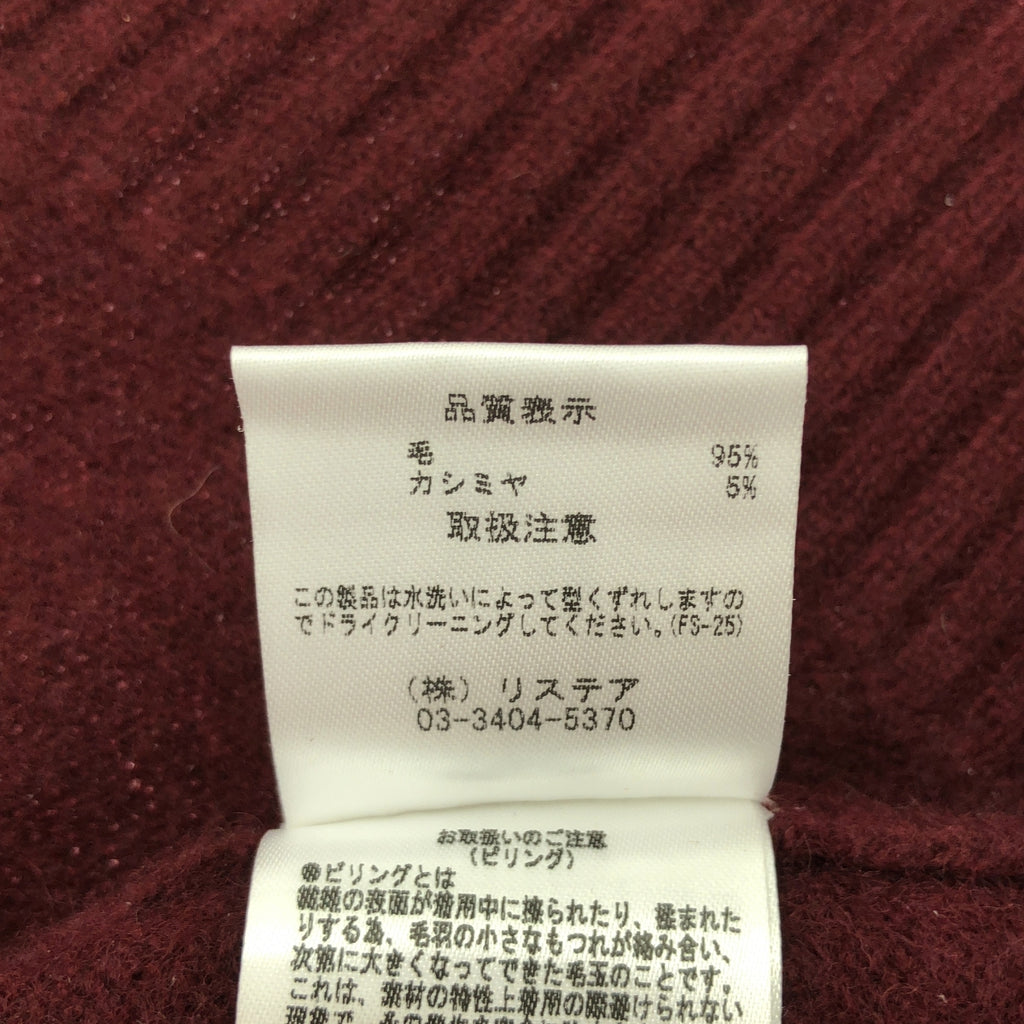 品質表示
毛 95%
カシミヤ 5%
取扱注意
この製品は水洗いによって型くずれしますの
でドライクリーニングしてください。(FS-25)
(株) リステア
03-3404-5370
お取扱いのご注意
(ピリング)
※ピリングとは
繊維の表面が着用中に擦られたり、揉まれた
りする為、毛羽の小さなもつれが絡み合い、
次第に大きくなってできた毛玉のことです。
これは、素材の特性上着用の際避けられない